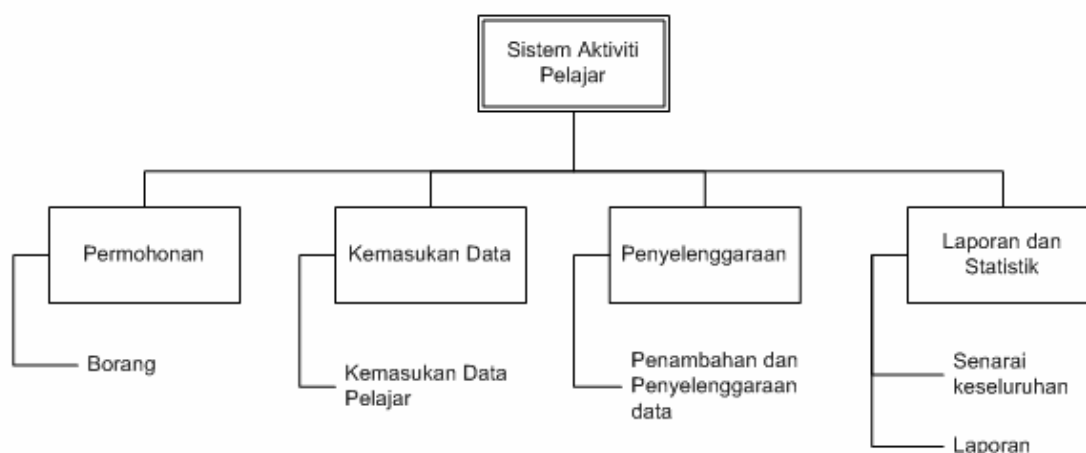 Sistem Aktiviti
Pelajar
Permohonan
Kemasukan Data
Penyelenggaraan
Laporan dan
Statistik
Borang
Kemasukan Data
Pelajar
Penambahan dan
Penyelenggaraan
data
Senarai
keseluruhan
Laporan